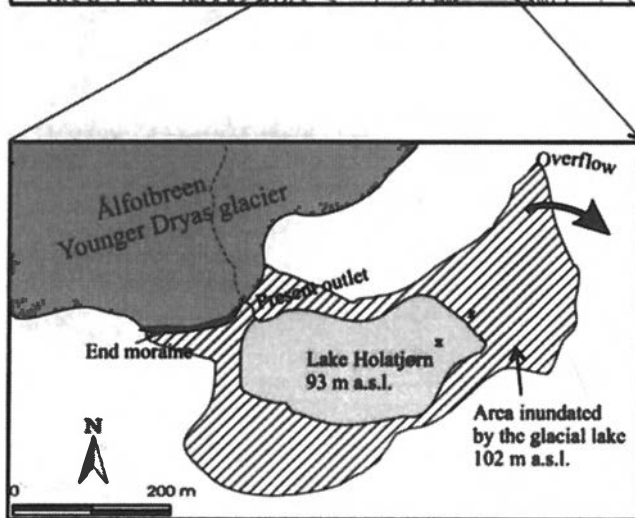 Overflow
Ålfotbreen
Younger Dryas glacier
Present outlet
End moraine
Lake Holatjørn
93 m a.s.l.
x
x
Area inundated
by the glacial lake
102 m a.s.l.
N
0
200 m